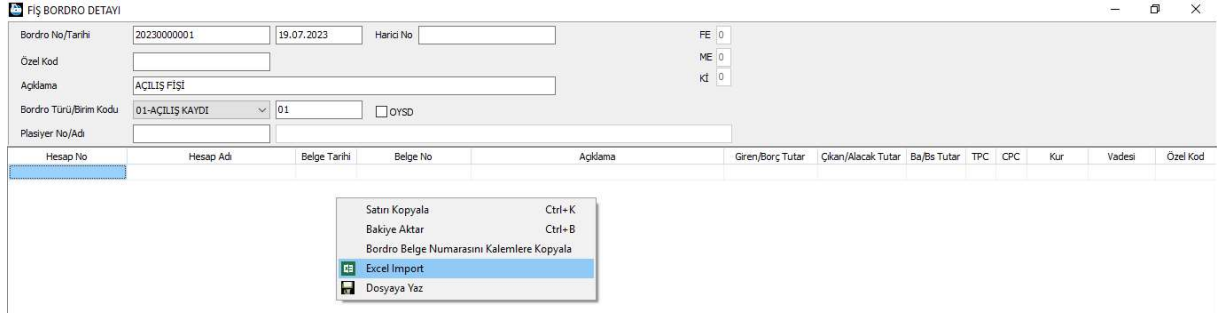 FİŞ BORDRO DETAYI
Bordro No/Tarihi 20230000001 19.07.2023 Harici No FE 0
Özel Kod ME 0
Açıklama AÇILIŞ FİŞİ Kİ 0
Bordro Türü/Birim Kodu 01-AÇILIŞ KAYDI 01 OYSD
Plasiyer No/Adı
Hesap No Hesap Adı Belge Tarihi Belge No Açıklama Giren/Borç Tutar Çıkan/Alacak Tutar Ba/Bs Tutar TPC CPC Kur Vadesi Özel Kod
Satırı Kopyala Ctrl+K
Bakiye Aktar Ctrl+B
Bordro Belge Numarasını Kalemlere Kopyala
Excel Import
Dosyaya Yaz